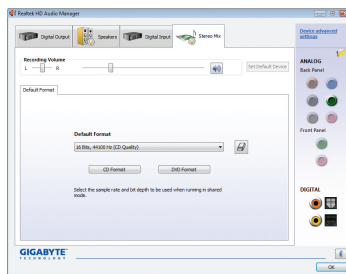 Realtek HD Audio Manager
Digital Output
Speakers
Digital Input
Stereo Mix
Device advanced
settings
Recording Volume
L
R
Set Default Device
ANALOG
Back Panel
Default Format
Default Format
16 Bits, 44100 Hz (CD Quality)
CD Format
DVD Format
Select the sample rate and bit depth to be used when running in shared
mode.
Front Panel
DIGITAL
GIGABYTE
TECHNOLOGY
OK